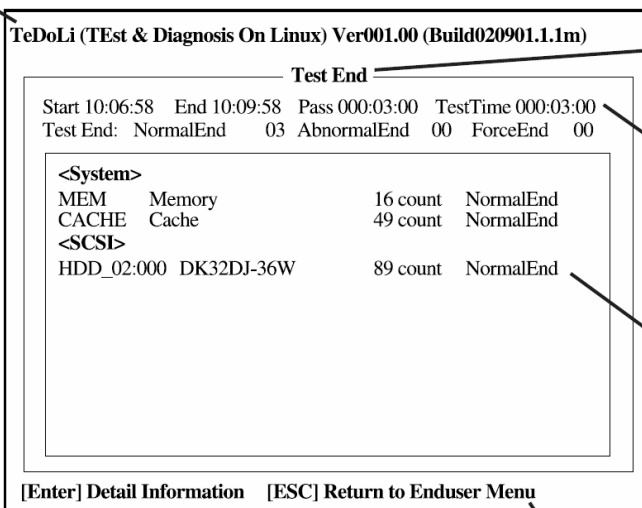 TeDoLi (TEst & Diagnosis On Linux) Ver001.00 (Build020901.1.1m)
Test End
Start 10:06:58 End 10:09:58 Pass 000:03:00 TestTime 000:03:00
Test End: NormalEnd 03 AbnormalEnd 00 ForceEnd 00
<System>
MEM Memory 16 count NormalEnd
CACHE Cache 49 count NormalEnd
<SCSI>
HDD_02:000 DK32DJ-36W 89 count NormalEnd
[Enter] Detail Information [ESC] Return to Enduser Menu